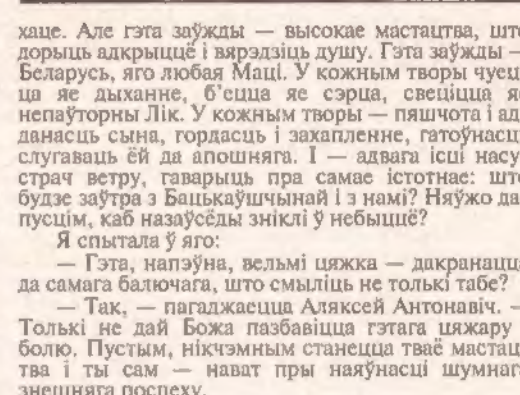 хаце. Але гэта заўжды — высокае мастацтва, што
дорыць адкрыццё і вярэдзіць душу. Гэта заўжды —
Беларусь, яго любая Маці. У кожным творы чуец-
ца яе дыханне, б'ецца яе сэрца, свеціцца яе
непаўторны Лік. У кожным творы — пяшчота і ад-
данасць сына, гордасць і захапленне, гатоўнасць
слугаваць ёй да апошняга. І — адвага ісці насу-
страч ветру, гаварыць пра самае істотнае: што
будзе заўтра з Бацькаўшчынай і з намі? Няўжо да-
пусцім, каб назаўсёды зніклі ў небыццё?
Я спытала ў яго:
— Гэта, напэўна, вельмі цяжка — дакранацца
да самага балючага, што смыліць не толькі табе?
— Так, — пагаджаецца Аляксей Антонавіч. —
Толькі не дай Божа пазбавіцца гэтага цяжару
болю. Пустым, нікчэмным станецца тваё мастац-
тва і ты сам — нават пры наяўнасці шумнага
знешняга поспеху.